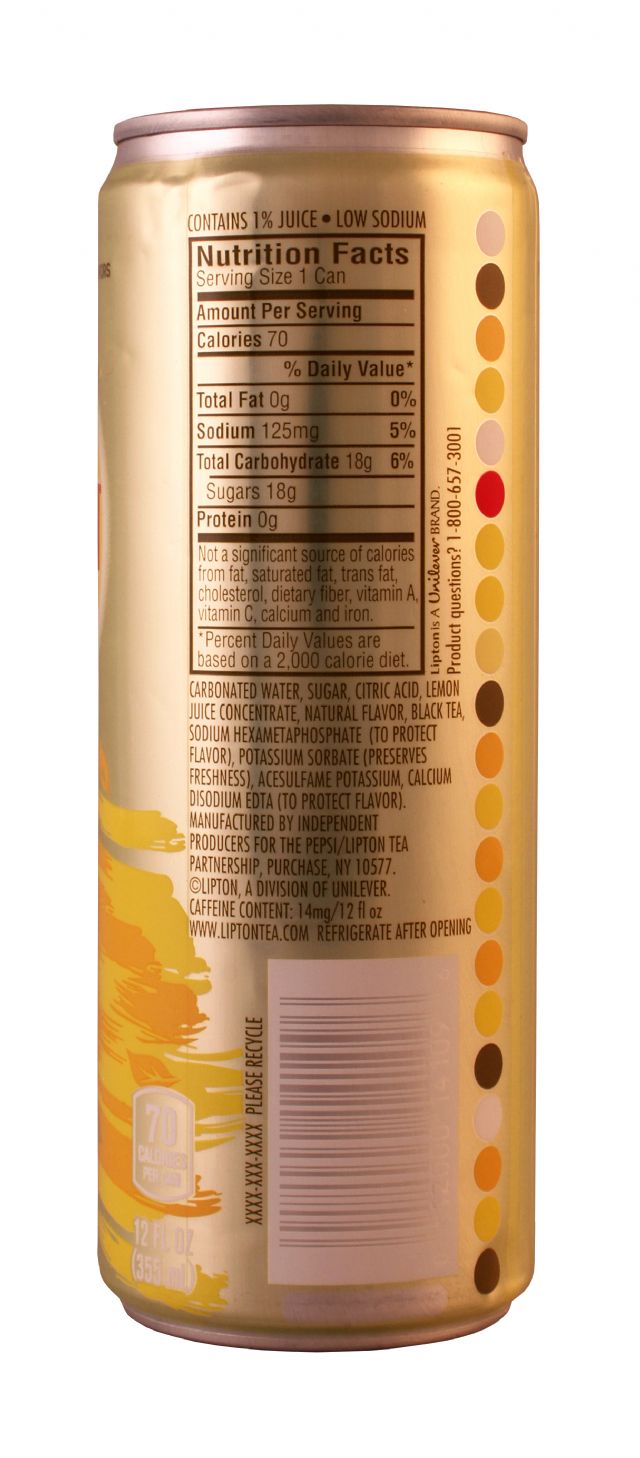 CONTAINS 1% JUICE • LOW SODIUM
Nutrition Facts
Serving Size 1 Can
Amount Per Serving
Calories 70
% Daily Value*
Total Fat 0g 0%
Sodium 125mg 5%
Total Carbohydrate 18g 6%
Sugars 18g
Protein 0g
Not a significant source of calories
from fat, saturated fat, trans fat,
cholesterol, dietary fiber, vitamin A,
vitamin C, calcium and iron.
*Percent Daily Values are
based on a 2,000 calorie diet.
Lipton is A Unilever BRAND.
Product questions? 1-800-657-3001
CARBONATED WATER, SUGAR, CITRIC ACID, LEMON
JUICE CONCENTRATE, NATURAL FLAVOR, BLACK TEA,
SODIUM HEXAMETAPHOSPHATE (TO PROTECT
FLAVOR), POTASSIUM SORBATE (PRESERVES
FRESHNESS), ACESULFAME POTASSIUM, CALCIUM
DISODIUM EDTA (TO PROTECT FLAVOR).
MANUFACTURED BY INDEPENDENT
PRODUCERS FOR THE PEPSI/LIPTON TEA
PARTNERSHIP, PURCHASE, NY 10577.
©LIPTON, A DIVISION OF UNILEVER.
CAFFEINE CONTENT: 14mg/12 fl oz
WWW.LIPTONTEA.COM REFRIGERATE AFTER OPENING
XXXX-XXX-XXXX PLEASE RECYCLE
70
CALORIES
PER CAN
12 FL OZ
(355 ml)